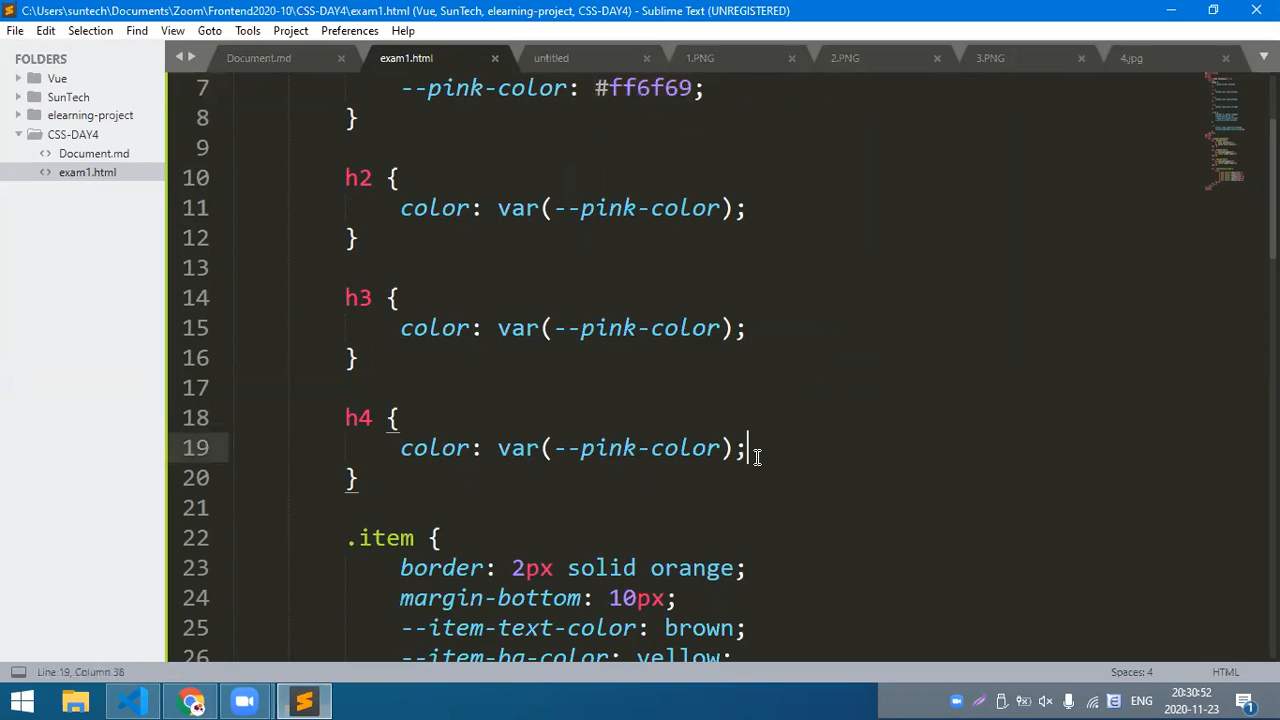 C:\Users\suntech\Documents\Zoom\Frontend2020-10\CSS-DAY4\exam1.html (Vue, SunTech, elearning-project, CSS-DAY4) - Sublime Text (UNREGISTERED)
File Edit Selection Find View Goto Tools Project Preferences Help
FOLDERS
Vue
SunTech
elearning-project
CSS-DAY4
Document.md
exam1.html
Document.md exam1.html untitled 1.PNG 2.PNG 3.PNG 4.jpg
7 --pink-color: #ff6f69;
8 }
9
10 h2 {
11 color: var(--pink-color);
12 }
13
14 h3 {
15 color: var(--pink-color);
16 }
17
18 h4 {
19 color: var(--pink-color);
20 }
21
22 .item {
23 border: 2px solid orange;
24 margin-bottom: 10px;
25 --item-text-color: brown;
26 --item-bg-color: yellow;
Line:19, Column 38 Spaces: 4 HTML
ENG
20:30:52
2020-11-23
1